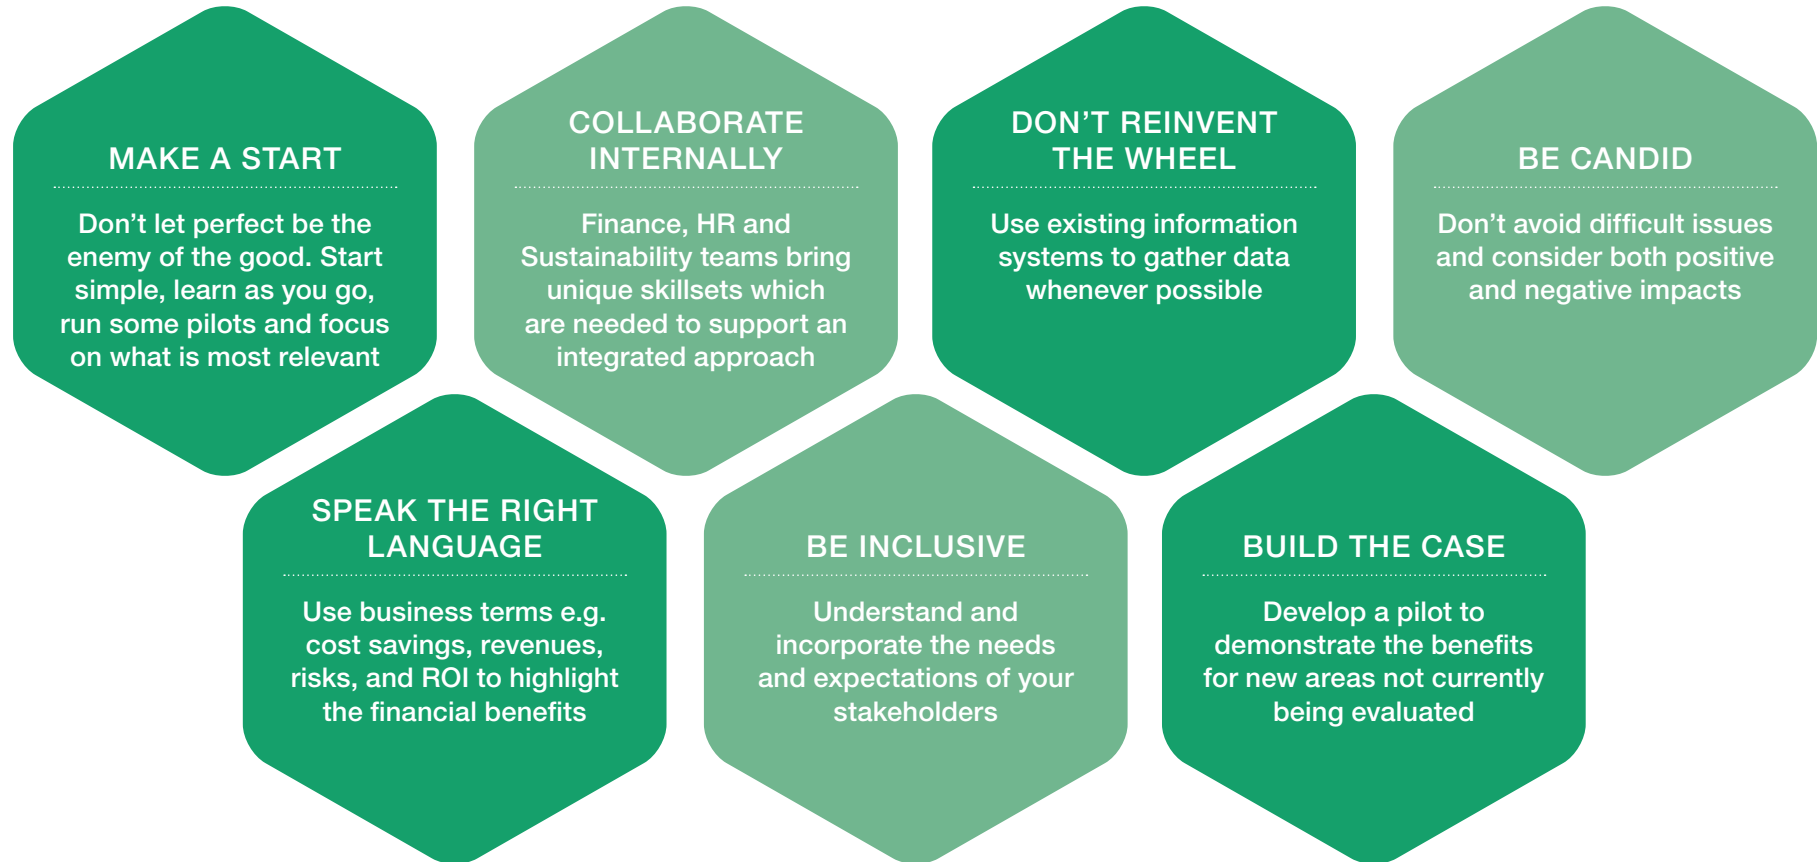 MAKE A START
Don’t let perfect be the
enemy of the good. Start
simple, learn as you go,
run some pilots and focus
on what is most relevant
COLLABORATE
INTERNALLY
Finance, HR and
Sustainability teams bring
unique skillsets which
are needed to support an
integrated approach
DON’T REINVENT
THE WHEEL
Use existing information
systems to gather data
whenever possible
BE CANDID
Don’t avoid difficult issues
and consider both positive
and negative impacts
SPEAK THE RIGHT
LANGUAGE
Use business terms e.g.
cost savings, revenues,
risks, and ROI to highlight
the financial benefits
BE INCLUSIVE
Understand and
incorporate the needs
and expectations of your
stakeholders
BUILD THE CASE
Develop a pilot to
demonstrate the benefits
for new areas not currently
being evaluated